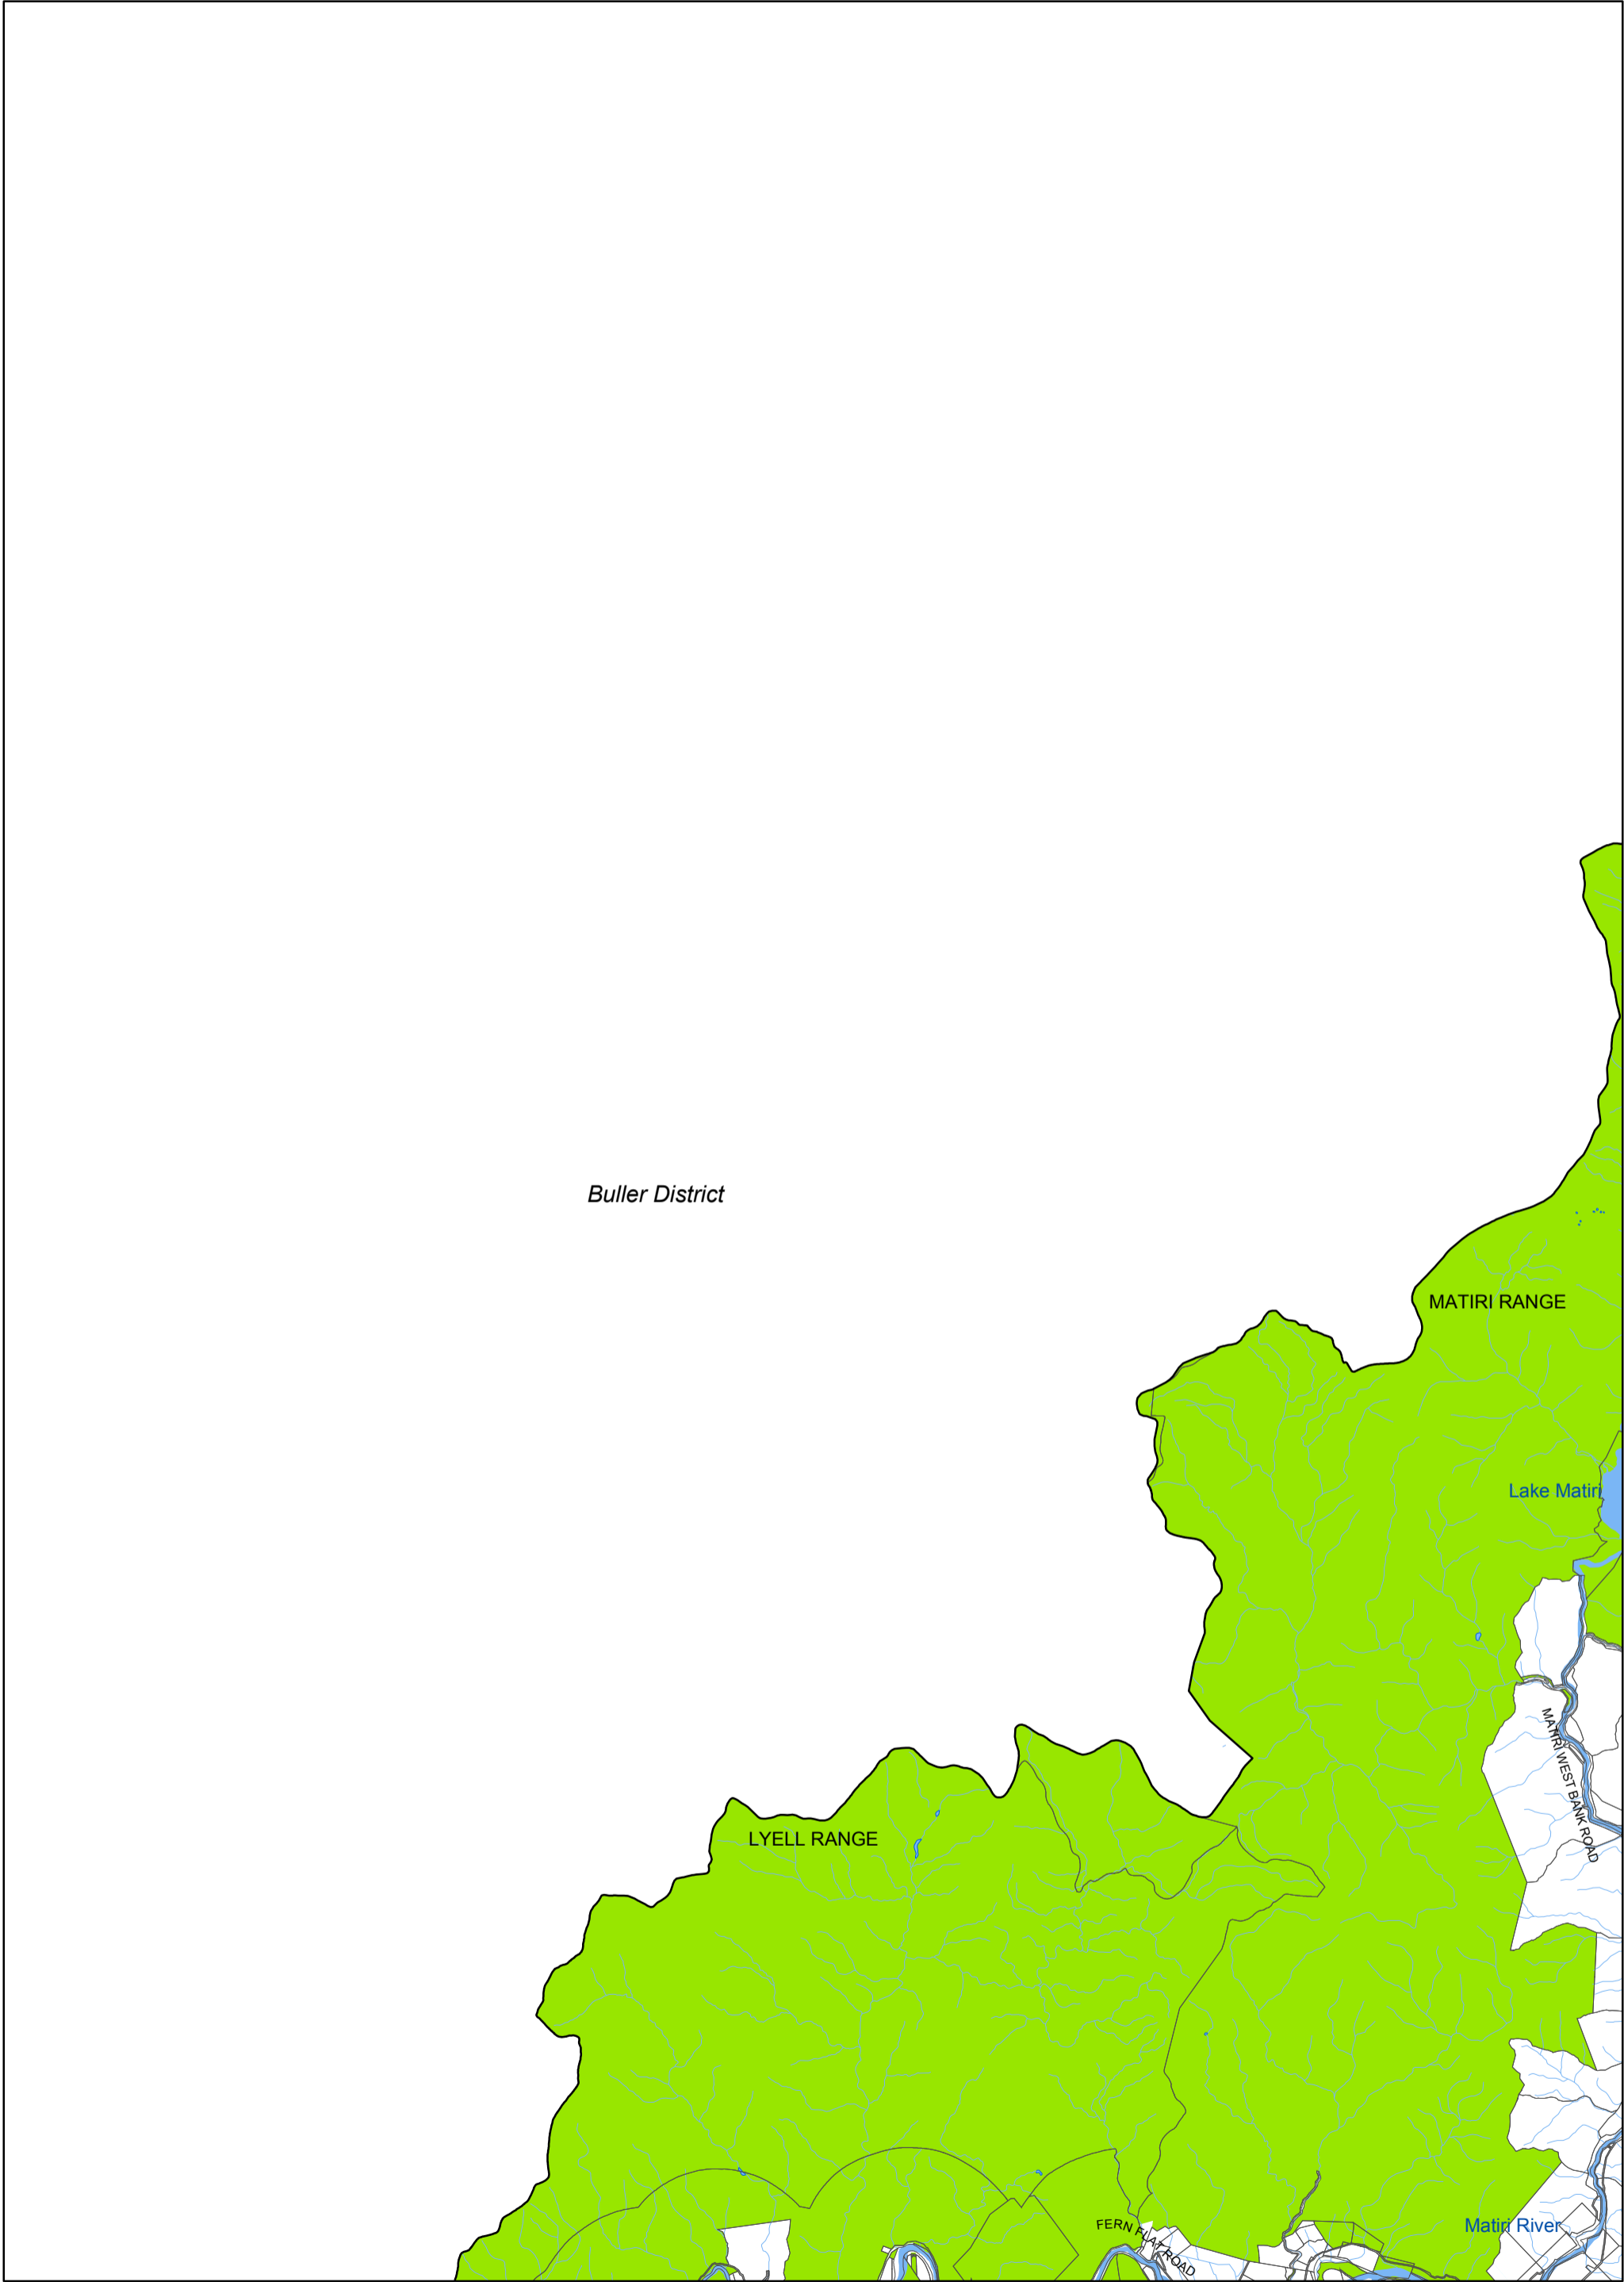 Buller District
MATIRI RANGE
Lake Matiri
MATIRI WEST BANK ROAD
LYELL RANGE
FERN FLAT ROAD
Matiri River